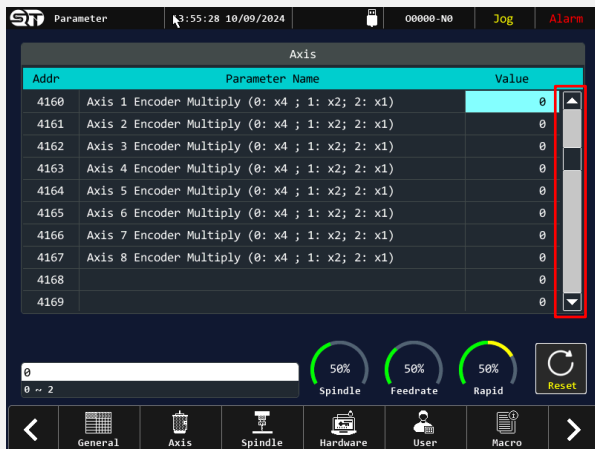 ST Parameter 13:55:28 10/09/2024 O0000-N0 Jog Alarm
Axis
Addr Parameter Name Value
4160 Axis 1 Encoder Multiply (0: x4 ; 1: x2; 2: x1) 0
4161 Axis 2 Encoder Multiply (0: x4 ; 1: x2; 2: x1) 0
4162 Axis 3 Encoder Multiply (0: x4 ; 1: x2; 2: x1) 0
4163 Axis 4 Encoder Multiply (0: x4 ; 1: x2; 2: x1) 0
4164 Axis 5 Encoder Multiply (0: x4 ; 1: x2; 2: x1) 0
4165 Axis 6 Encoder Multiply (0: x4 ; 1: x2; 2: x1) 0
4166 Axis 7 Encoder Multiply (0: x4 ; 1: x2; 2: x1) 0
4167 Axis 8 Encoder Multiply (0: x4 ; 1: x2; 2: x1) 0
4168 0
4169 0
0
0 ~ 2
50% 50% 50%
Spindle Feedrate Rapid Reset
General Axis Spindle Hardware User Macro